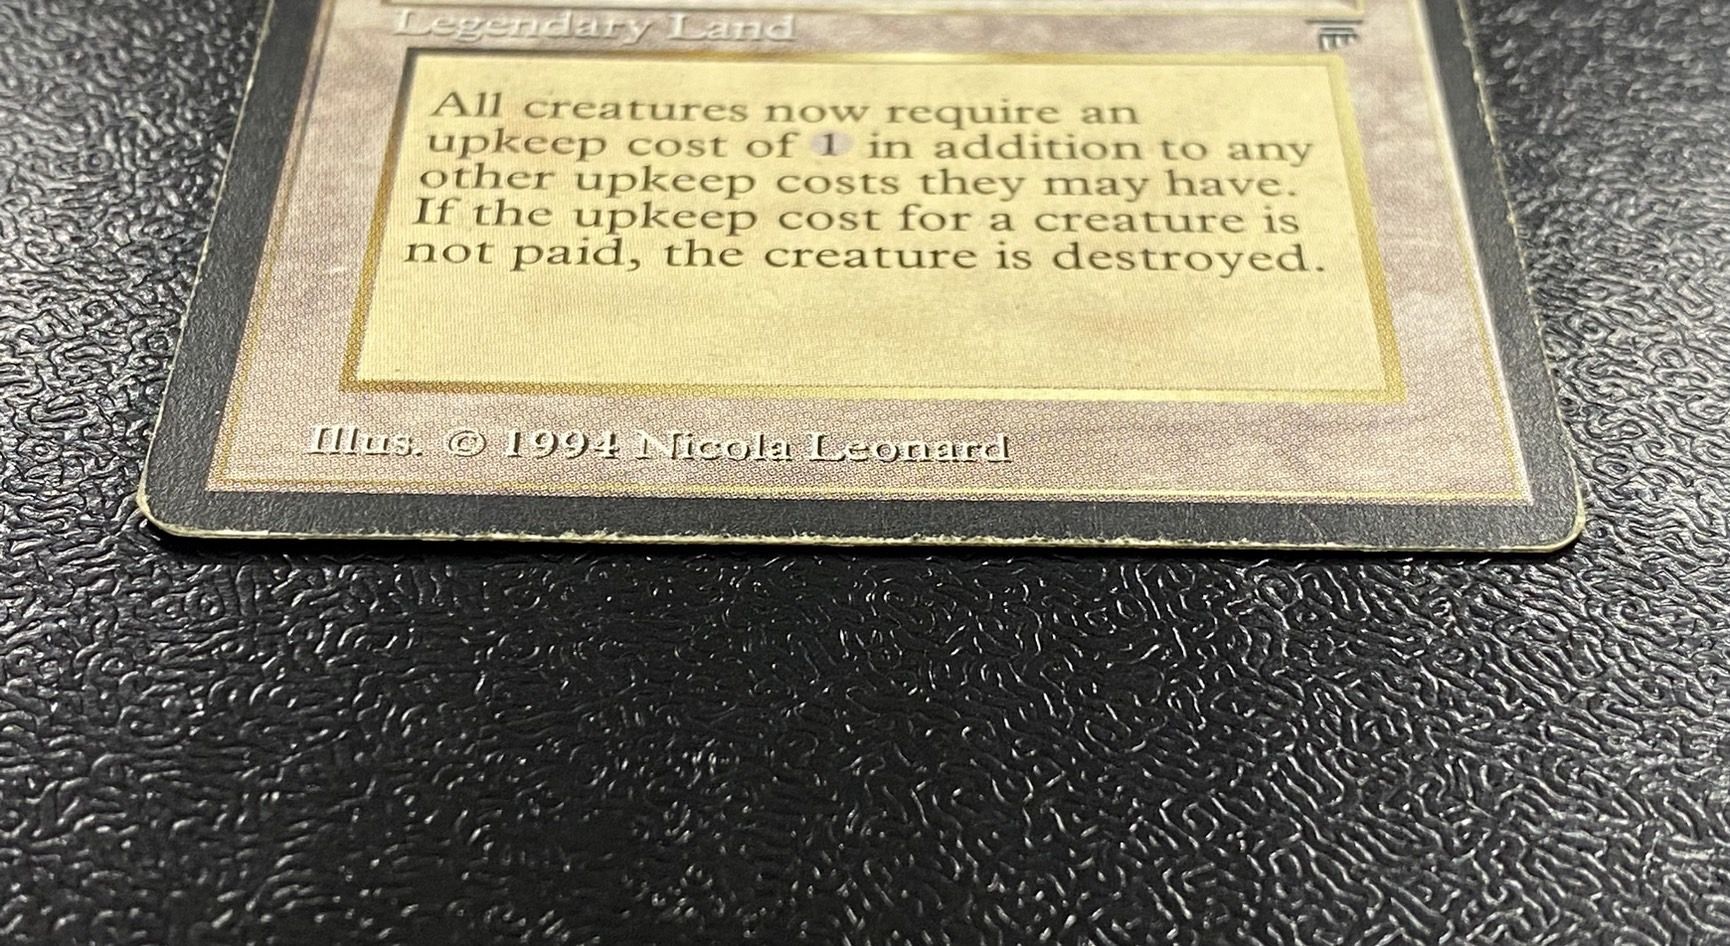 Legendary Land
All creatures now require an
upkeep cost of 1 in addition to any
other upkeep costs they may have.
If the upkeep cost for a creature is
not paid, the creature is destroyed.
Illus. © 1994 Nicola Leonard